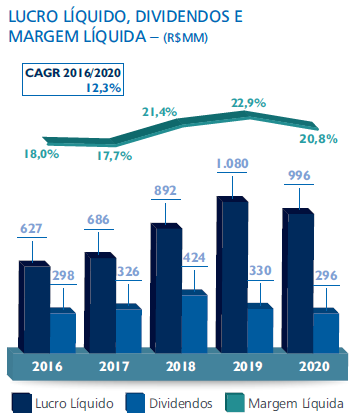 LUCRO LÍQUIDO, DIVIDENDOS E
MARGEM LÍQUIDA – (R$MM)
CAGR 2016/2020
12,3%
18,0% 17,7% 21,4% 22,9% 20,8%
627 686 892 1.080 996
298 326 424 330 296
2016 2017 2018 2019 2020
Lucro Líquido Dividendos Margem Líquida